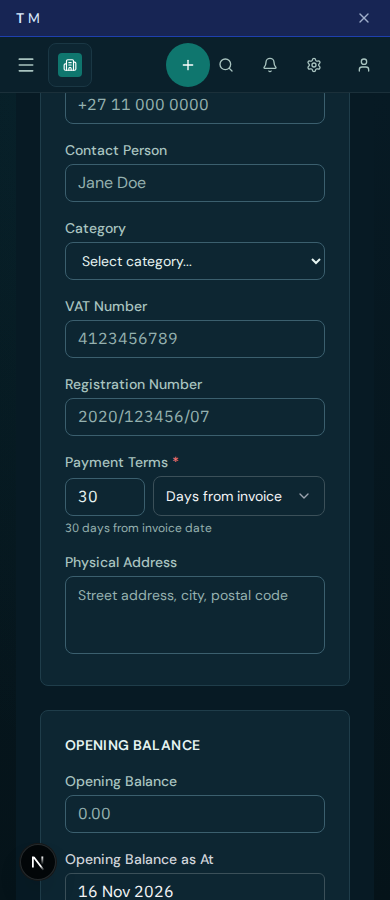 T M
+27 11 000 0000
Contact Person
Jane Doe
Category
Select category...
VAT Number
4123456789
Registration Number
2020/123456/07
Payment Terms *
30 Days from invoice
30 days from invoice date
Physical Address
Street address, city, postal code
OPENING BALANCE
Opening Balance
0.00
Opening Balance as At
16 Nov 2026
N